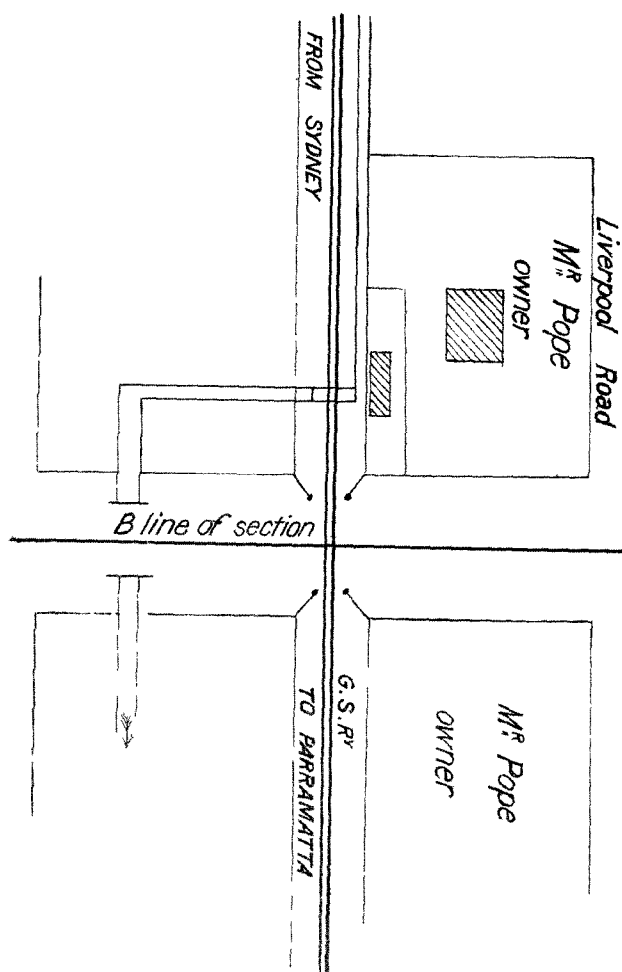 Liverpool Road
Mᴿ Pope
owner
FROM SYDNEY
B line of section
G.S.Rʸ
TO PARRAMATTA
Mᴿ Pope
owner